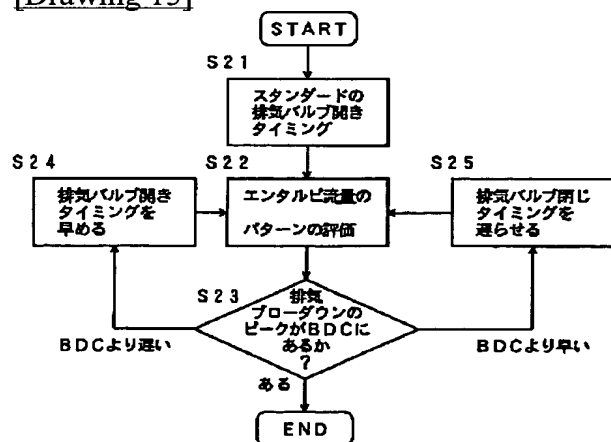 [Drawing 15]
START
S21
スタンダードの
排気バルブ開き
タイミング
S24
排気バルブ開き
タイミングを
早める
S22
エンタルピ流量の
パターンの評価
S25
排気バルブ閉じ
タイミングを
遅らせる
S23
排気
ブローダウンの
ピークがBDCに
あるか
?
BDCより遅い
BDCより早い
ある
END